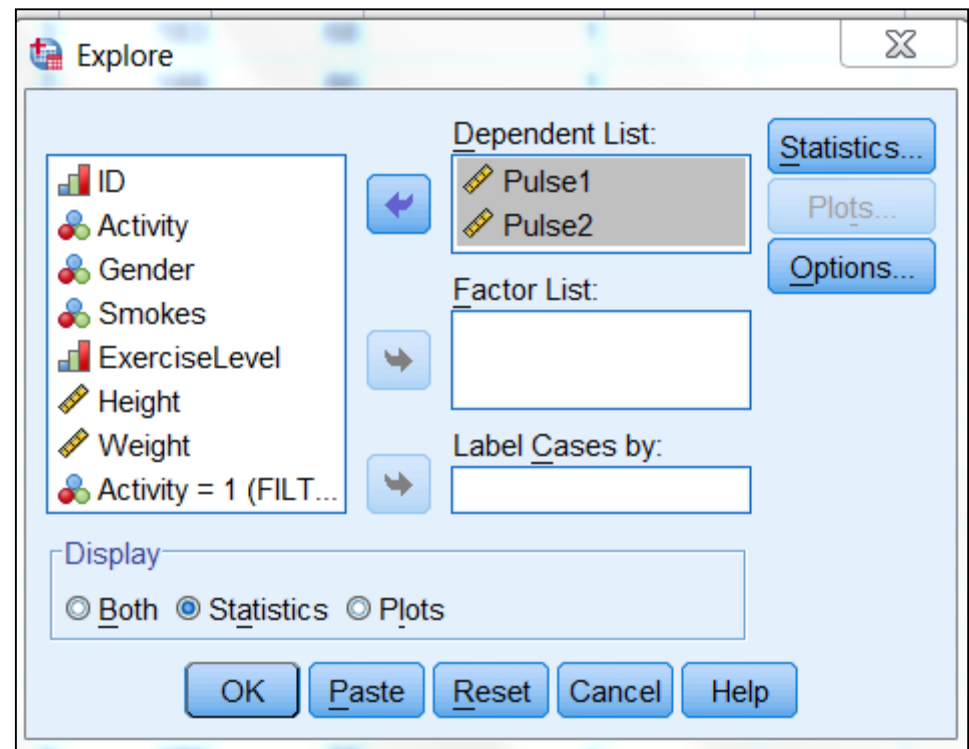 Explore
Dependent List:
Statistics...
ID
Activity
Gender
Smokes
ExerciseLevel
Height
Weight
Activity = 1 (FILT...
Pulse1
Pulse2
Plots...
Options...
Factor List:
Label Cases by:
Display
Both Statistics Plots
OK Paste Reset Cancel Help